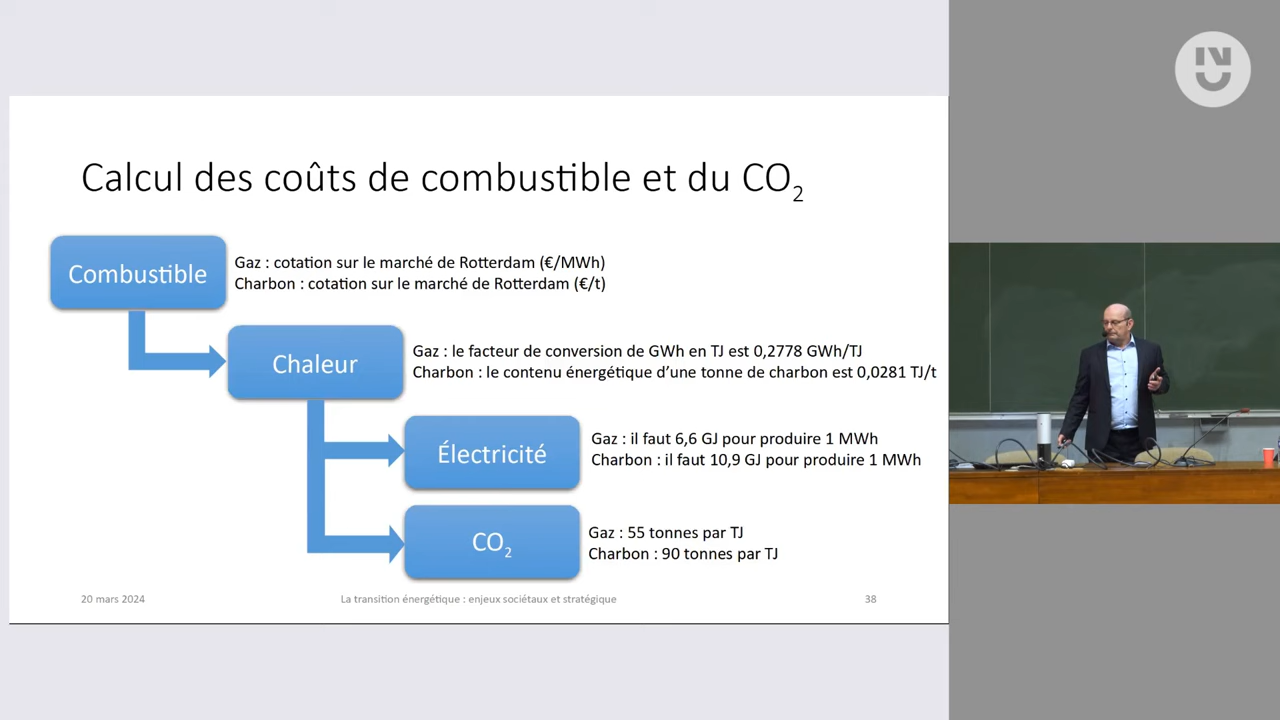 Calcul des coûts de combustible et du CO₂
Combustible
Gaz : cotation sur le marché de Rotterdam (€/MWh)
Charbon : cotation sur le marché de Rotterdam (€/t)
Chaleur
Gaz : le facteur de conversion de GWh en TJ est 0,2778 GWh/TJ
Charbon : le contenu énergétique d’une tonne de charbon est 0,0281 TJ/t
Électricité
Gaz : il faut 6,6 GJ pour produire 1 MWh
Charbon : il faut 10,9 GJ pour produire 1 MWh
CO₂
Gaz : 55 tonnes par TJ
Charbon : 90 tonnes par TJ
20 mars 2024
La transition énergétique : enjeux sociétaux et stratégique
38
IN
U